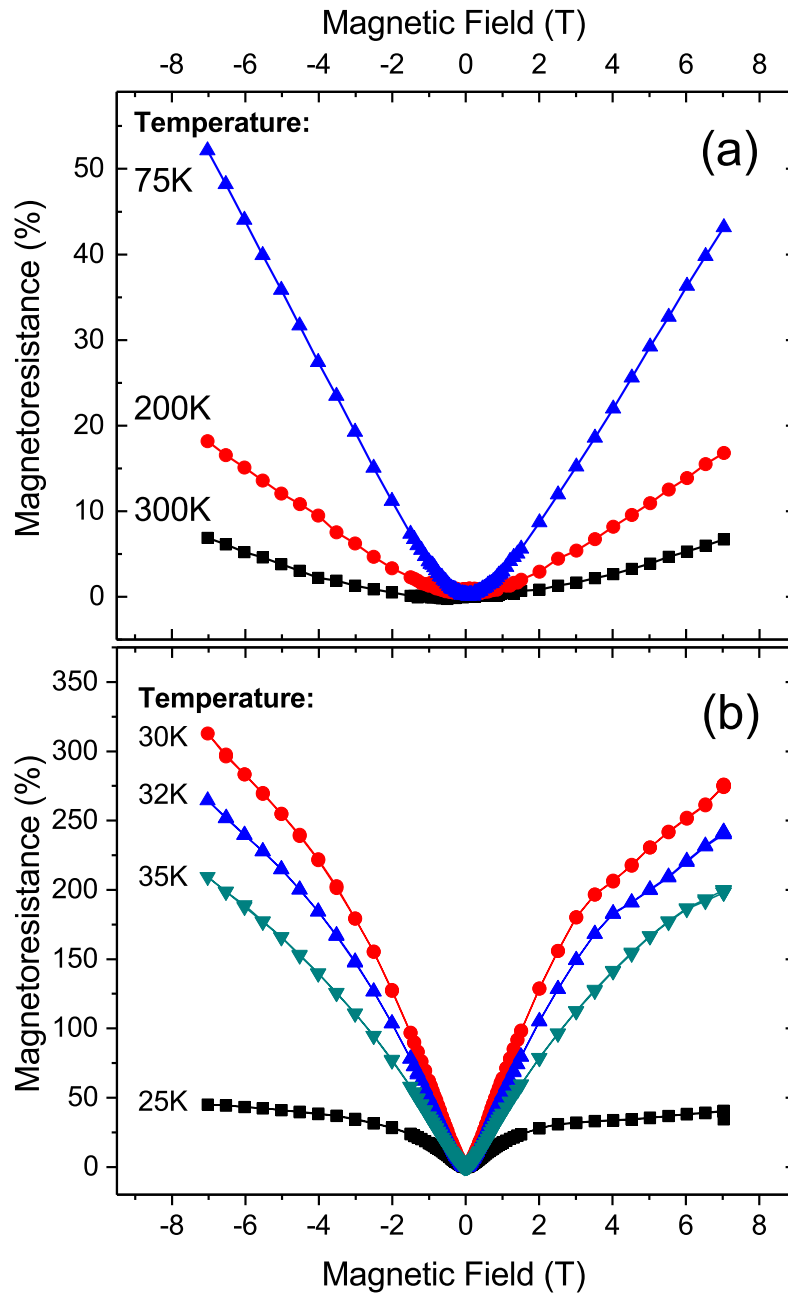 Magnetic Field (T)
-8 -6 -4 -2 0 2 4 6 8
Temperature:
(a)
75K
200K
300K
50
40
30
20
10
0
Magnetoresistance (%)
Temperature:
(b)
30K
32K
35K
25K
350
300
250
200
150
100
50
0
Magnetoresistance (%)
-8 -6 -4 -2 0 2 4 6 8
Magnetic Field (T)